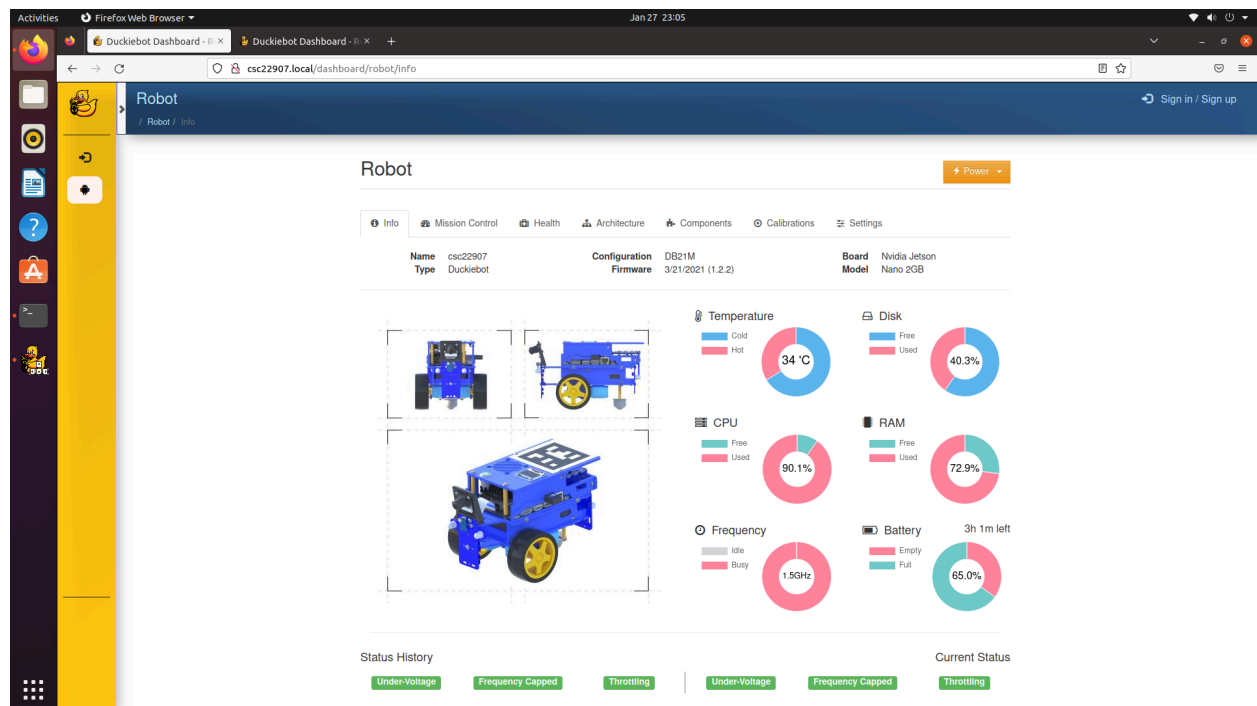 Activities Firefox Web Browser Jan 27 23:05
Duckiebot Dashboard - R Duckiebot Dashboard - R
csc22907.local/dashboard/robot/info
Robot Sign in / Sign up
/ Robot / Info
Robot Power
Info Mission Control Health Architecture Components Calibrations Settings
Name csc22907 Configuration DB21M Board Nvidia Jetson
Type Duckiebot Firmware 3/21/2021 (1.2.2) Model Nano 2GB
Temperature Disk
Cold Free
Hot Used
34 'C 40.3%
CPU RAM
Free Free
Used Used
90.1% 72.9%
Frequency Battery 3h 1m left
Idle Empty
Busy Full
1.5GHz 65.0%
Status History Current Status
Under-Voltage Frequency Capped Throttling Under-Voltage Frequency Capped Throttling